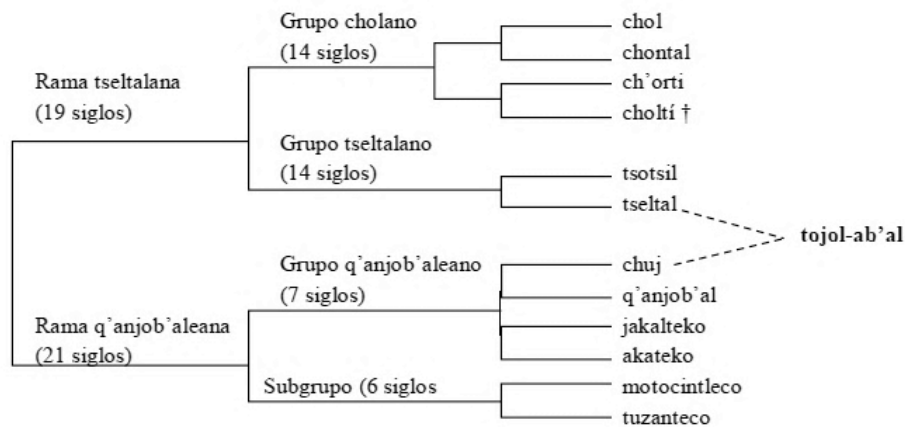 Grupo cholano
(14 siglos)
chol
chontal
ch’orti
choltí †
Rama tseltalana
(19 siglos)
Grupo tseltalano
(14 siglos)
tsotsil
tseltal
tojol-ab’al
Grupo q’anjob’aleano
(7 siglos)
chuj
q’anjob’al
jakalteko
akateko
Rama q’anjob’aleana
(21 siglos)
Subgrupo (6 siglos
motocintleco
tuzanteco